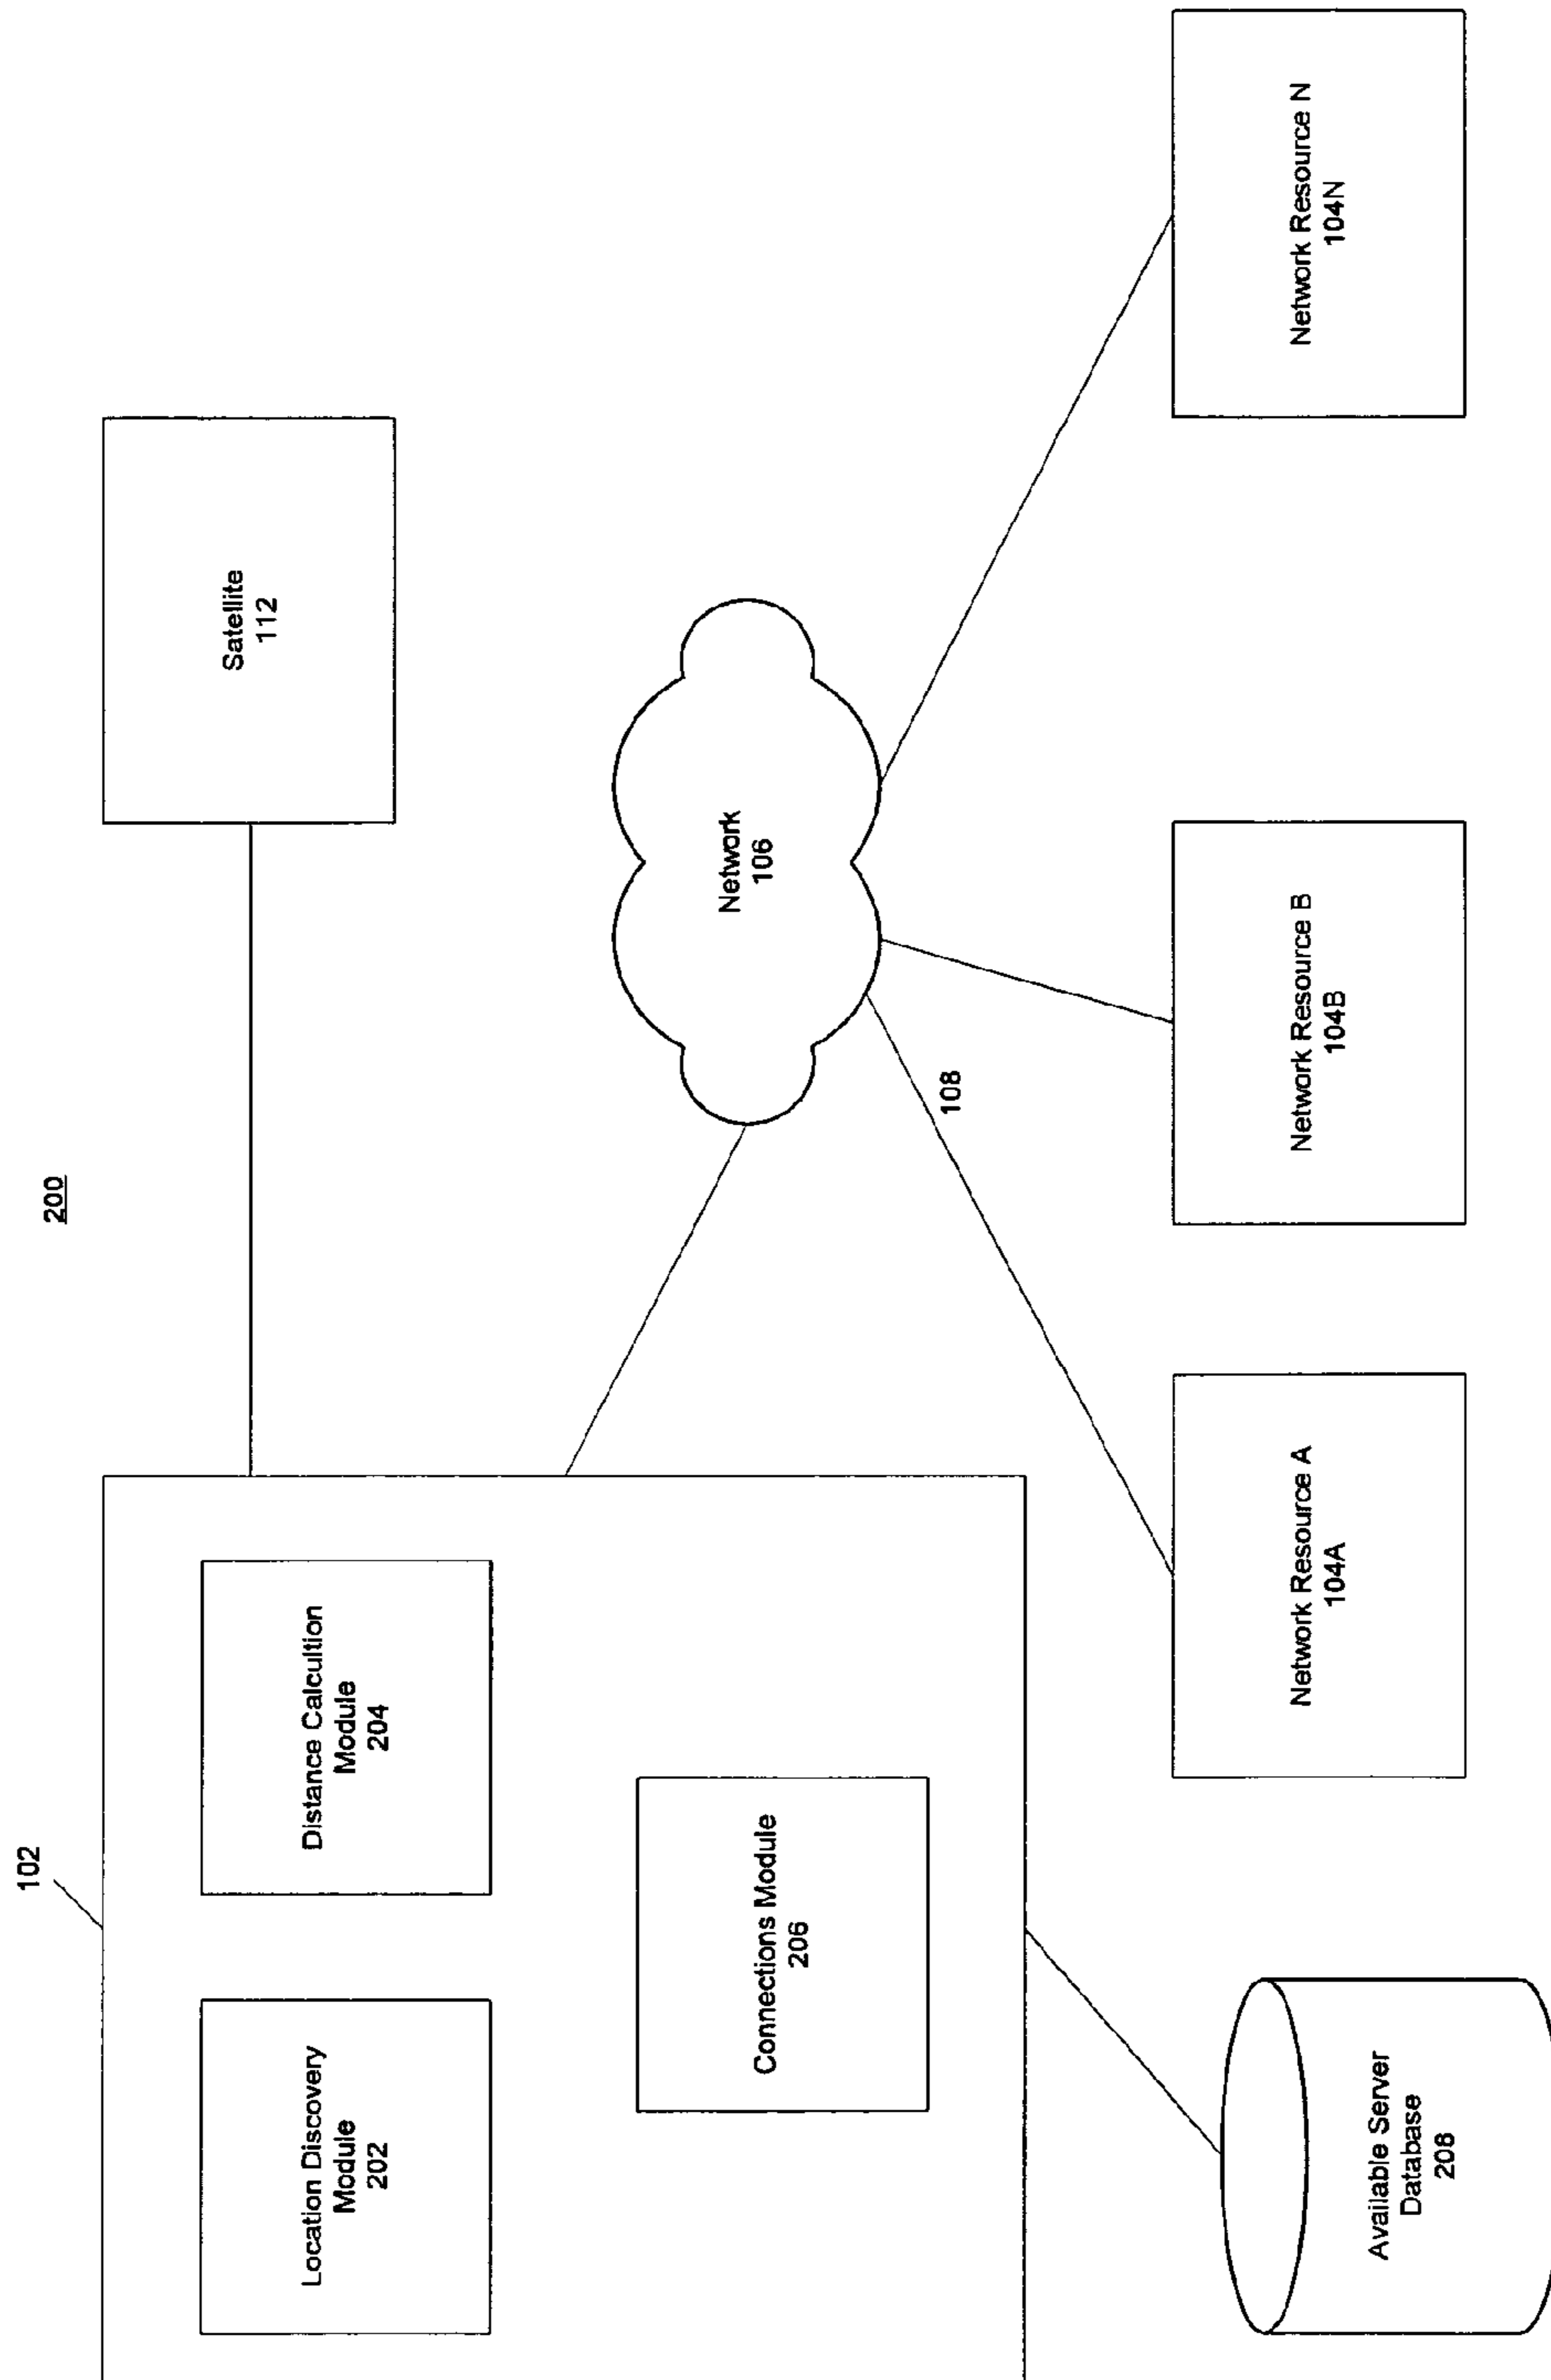 200
102
Location Discovery
Module
202
Distance Calcultion
Module
204
Connections Module
206
Satellite
112
Network
106
108
Available Server
Database
208
Network Resource A
104A
Network Resource B
104B
Network Resource N
104N